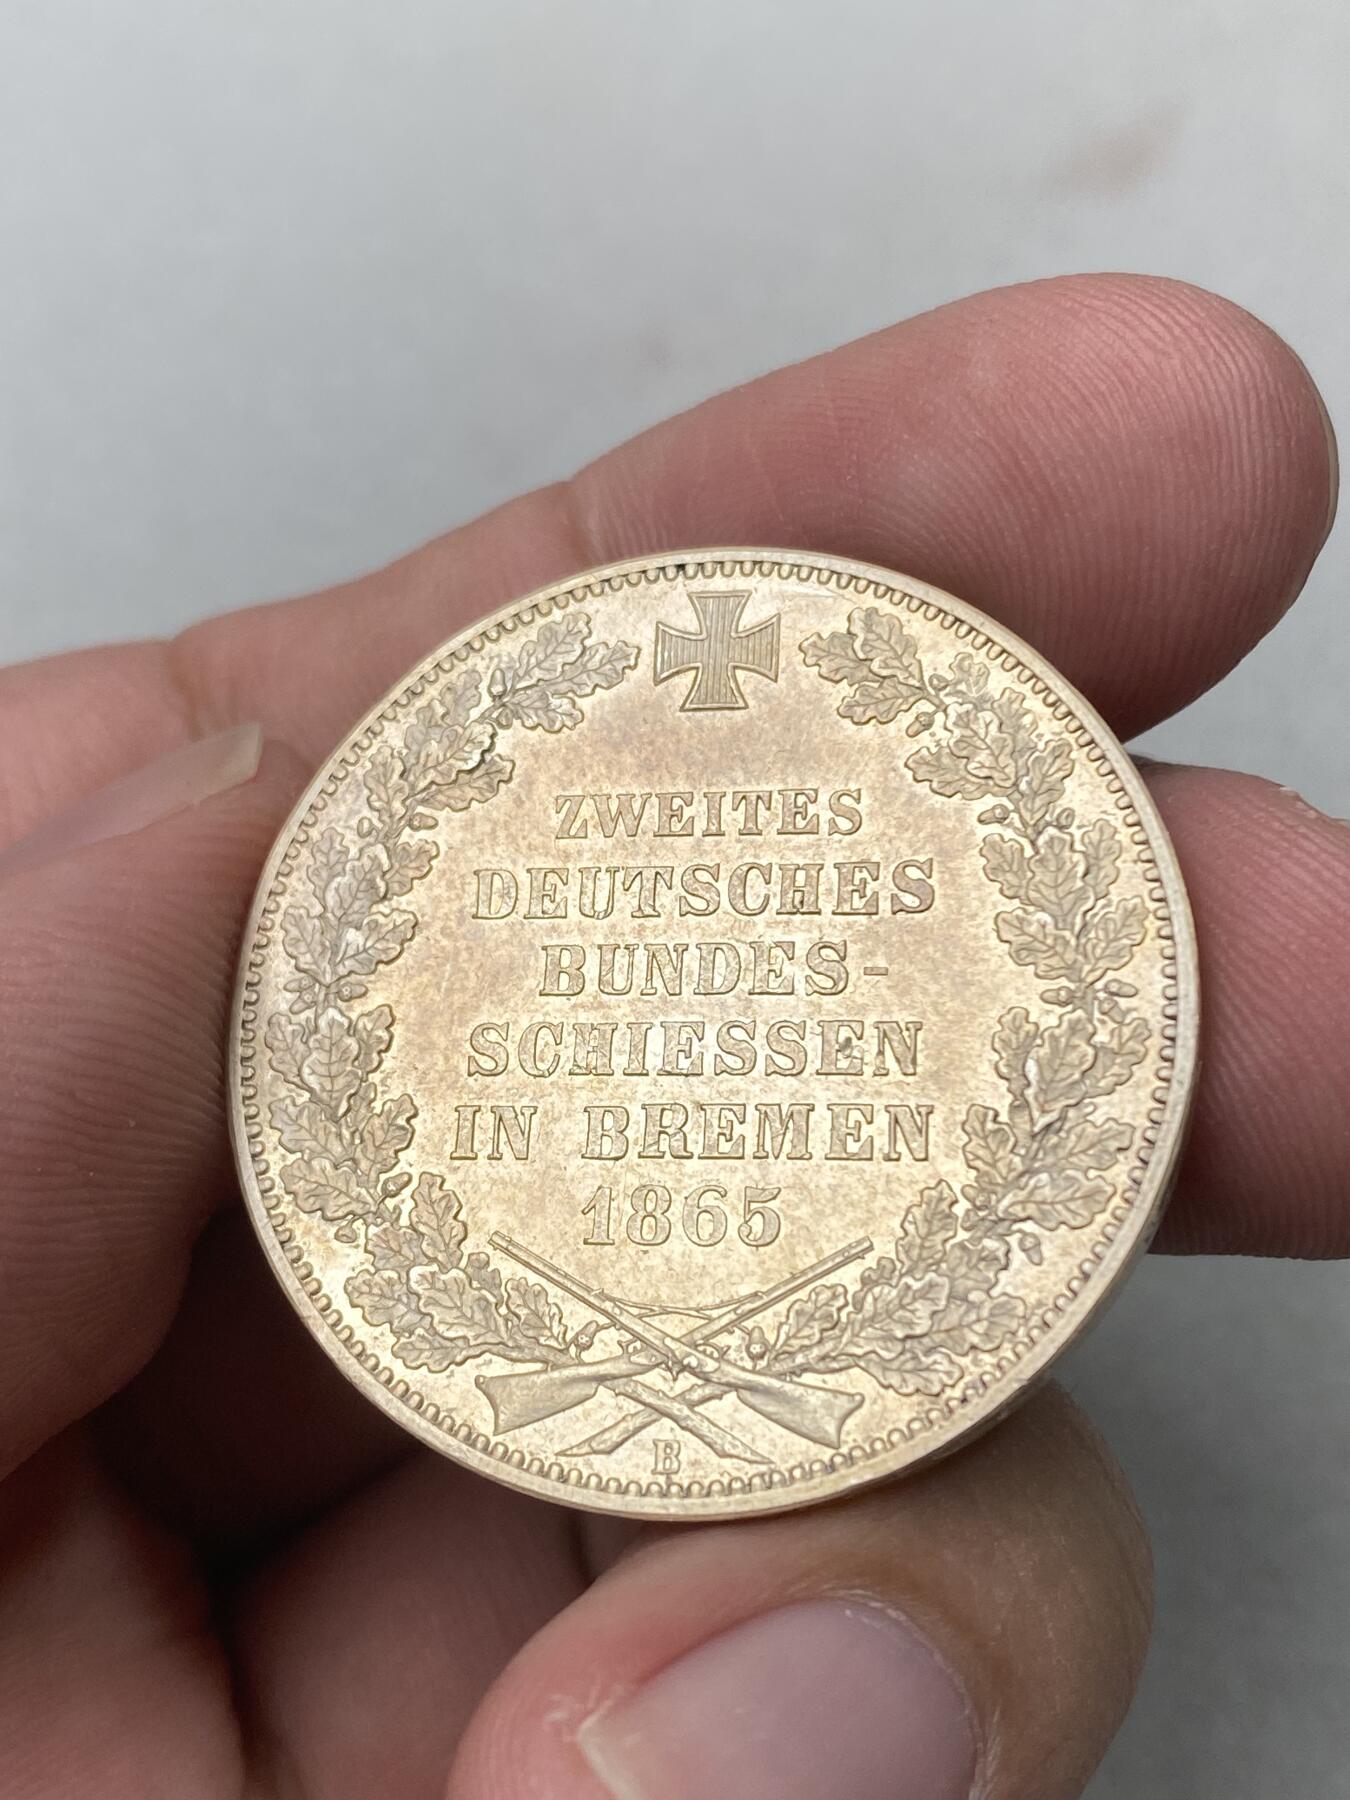 ZWEITES
DEUTSCHES
BUNDES-
SCHIESSEN
IN BREMEN
1865
B